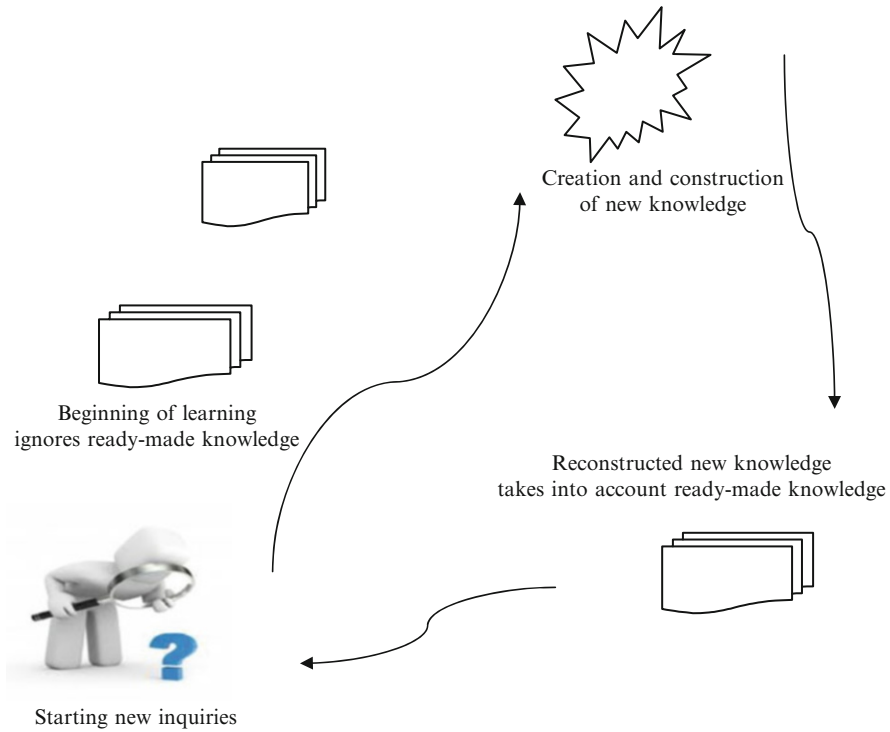 Creation and construction
of new knowledge
Beginning of learning
ignores ready-made knowledge
Reconstructed new knowledge
takes into account ready-made knowledge
?
Starting new inquiries